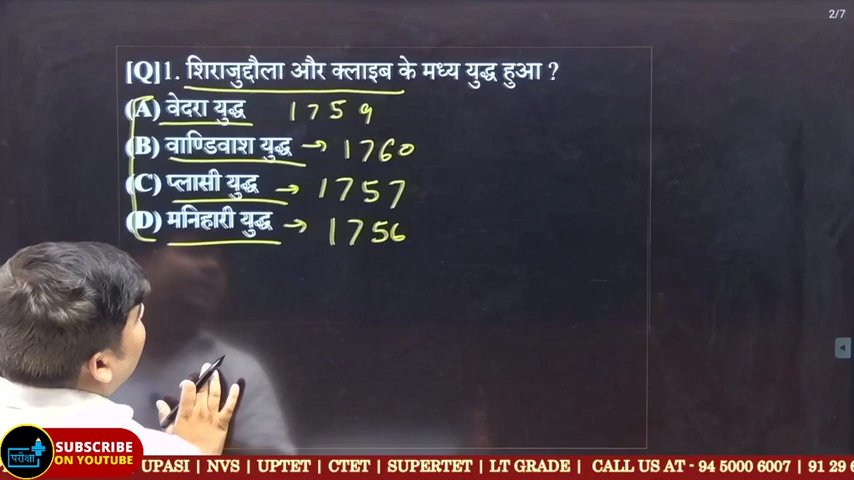 2/7
[Q]1. शिराजुद्दौला और क्लाइब के मध्य युद्ध हुआ ?
(A) वेदरा युद्ध 1759
(B) वाण्डिवाश युद्ध → 1760
(C) प्लासी युद्ध → 1757
(D) मनिहारी युद्ध → 1756
परीक्षा
SUBSCRIBE
ON YOUTUBE
UPASI | NVS | UPTET | CTET | SUPERTET | LT GRADE | CALL US AT - 94 5000 6007 | 91 29 6